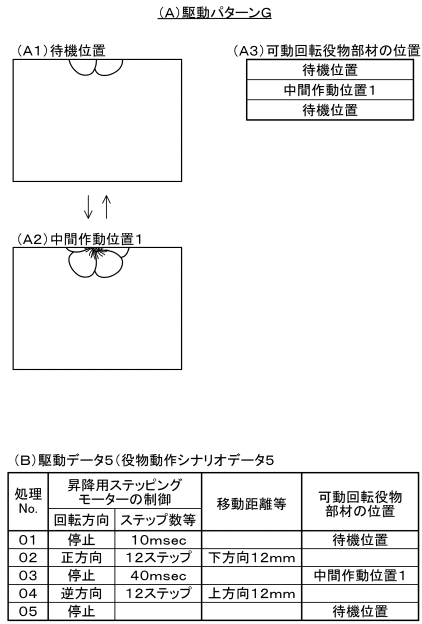 (A)駆動パターンG
(A1)待機位置
(A3)可動回転役物部材の位置
待機位置
中間作動位置1
待機位置
(A2)中間作動位置1
(B)駆動データ5(役物動作シナリオデータ5
処理No. 昇降用ステッピングモーターの制御 移動距離等 可動回転役物部材の位置
回転方向 ステップ数等
01 停止 10msec 待機位置
02 正方向 12ステップ 下方向12mm
03 停止 40msec 中間作動位置1
04 逆方向 12ステップ 上方向12mm
05 停止 待機位置